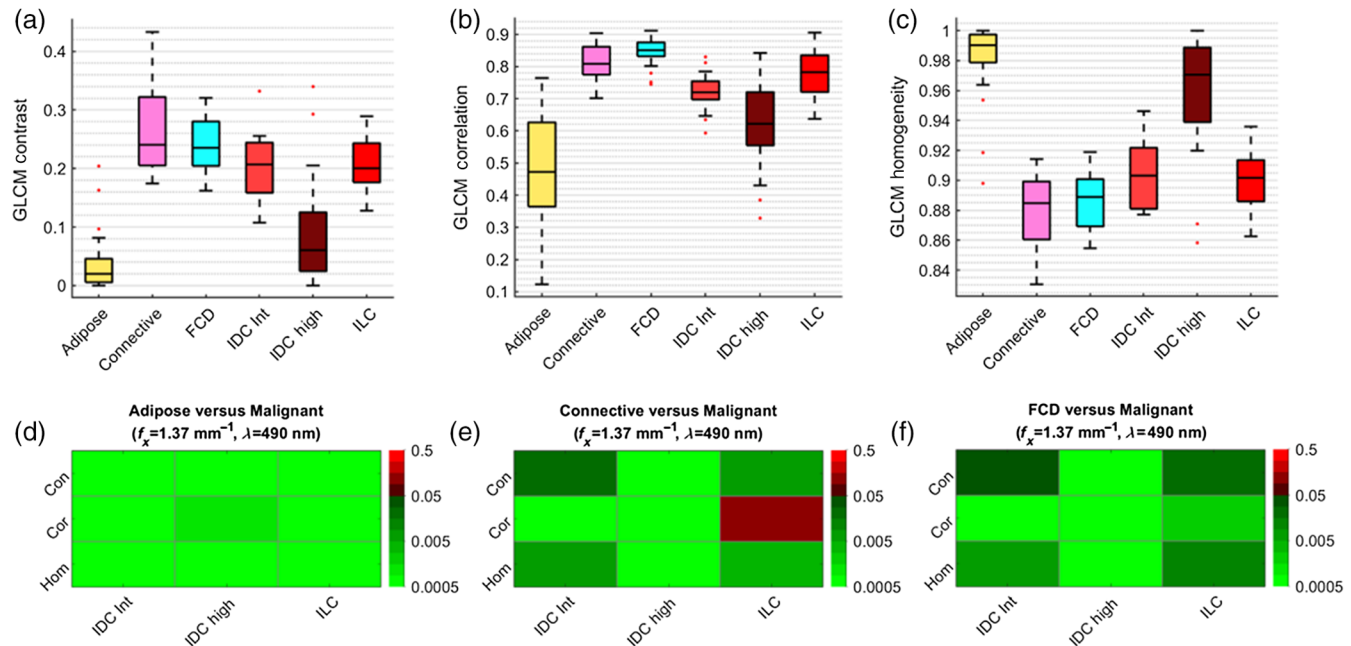 (a)
GLCM contrast
0.4
0.3
0.2
0.1
0
Adipose
Connective
FCD
IDC Int
IDC high
ILC
(b)
GLCM correlation
0.9
0.8
0.7
0.6
0.5
0.4
0.3
0.2
0.1
Adipose
Connective
FCD
IDC Int
IDC high
ILC
(c)
GLCM homogeneity
1
0.98
0.96
0.94
0.92
0.9
0.88
0.86
0.84
Adipose
Connective
FCD
IDC Int
IDC high
ILC
(d)
Adipose versus Malignant
(fx=1.37 mm⁻¹, λ=490 nm)
Con
Cor
Hom
IDC Int
IDC high
ILC
0.5
0.05
0.005
0.0005
(e)
Connective versus Malignant
(fx=1.37 mm⁻¹, λ=490 nm)
Con
Cor
Hom
IDC Int
IDC high
ILC
0.5
0.05
0.005
0.0005
(f)
FCD versus Malignant
(fx=1.37 mm⁻¹, λ=490 nm)
Con
Cor
Hom
IDC Int
IDC high
ILC
0.5
0.05
0.005
0.0005